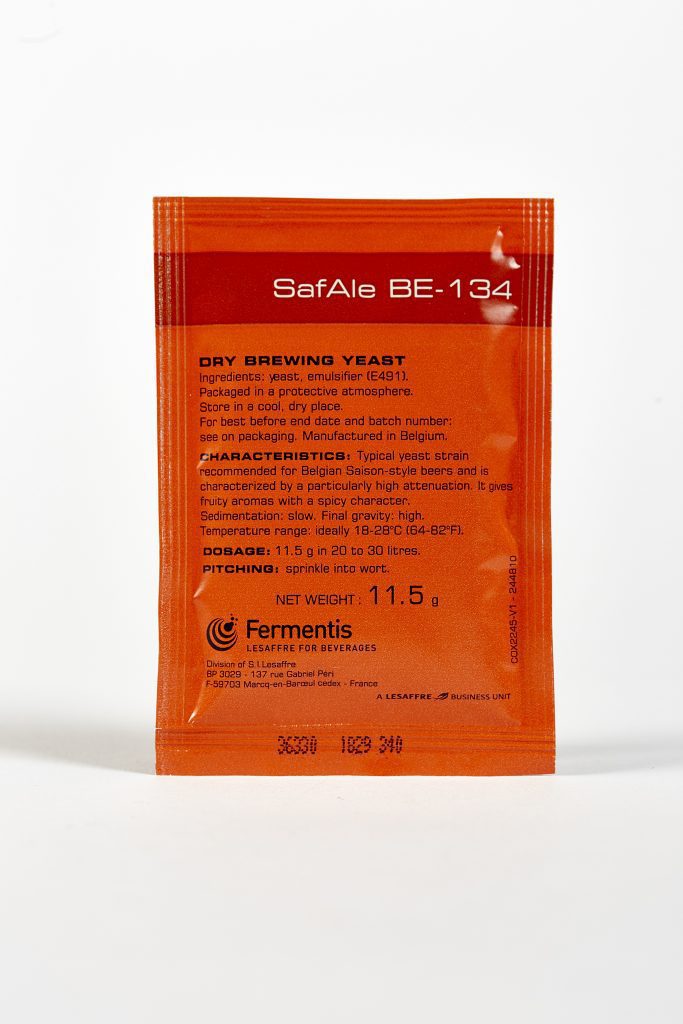 SafAle BE-134
DRY BREWING YEAST
Ingredients: yeast, emulsifier (E491).
Packaged in a protective atmosphere.
Store in a cool, dry place.
For best before end date and batch number:
see on packaging. Manufactured in Belgium.
CHARACTERISTICS: Typical yeast strain
recommended for Belgian Saison-style beers and is
characterized by a particularly high attenuation. It gives
fruity aromas with a spicy character.
Sedimentation: slow. Final gravity: high.
Temperature range: ideally 18-28°C (64-82°F).
DOSAGE: 11.5 g in 20 to 30 litres.
PITCHING: sprinkle into wort.
NET WEIGHT: 11.5 g
COX2245-V1 - 244810
Fermentis
LESAFFRE FOR BEVERAGES
Division of S.I.Lesaffre
BP 3029 - 137 rue Gabriel Péri
F-59703 Marcq-en-Barœul cedex - France
A LESAFFRE BUSINESS UNIT
36330 1829 340